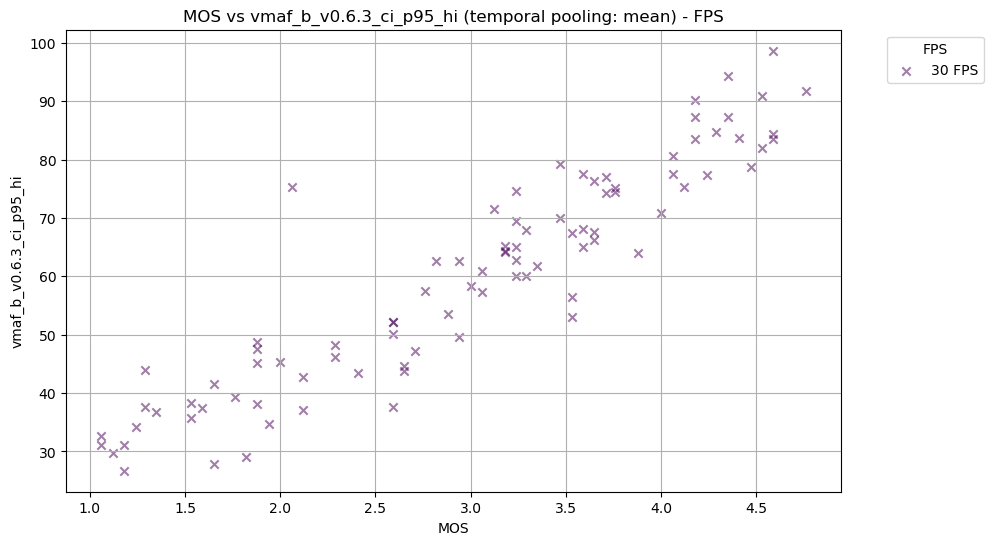 MOS vs vmaf_b_v0.6.3_ci_p95_hi (temporal pooling: mean) - FPS
FPS
30 FPS
vmaf_b_v0.6.3_ci_p95_hi
100
90
80
70
60
50
40
30
1.0 1.5 2.0 2.5 3.0 3.5 4.0 4.5
MOS